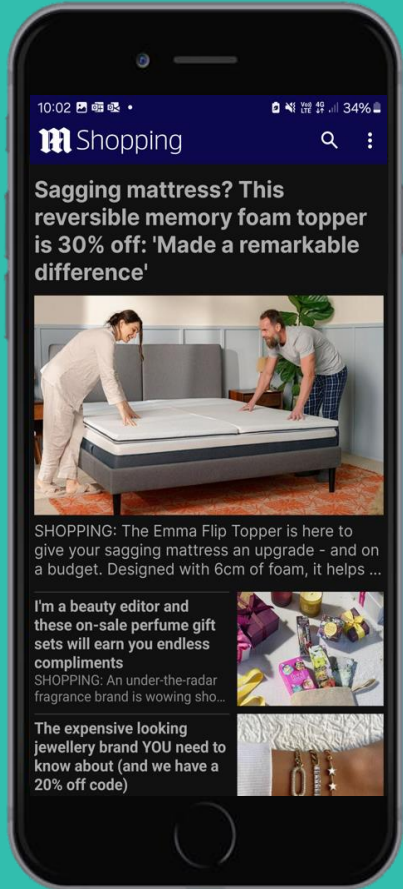 10:02 34%
Shopping
Sagging mattress? This
reversible memory foam topper
is 30% off: 'Made a remarkable
difference'
SHOPPING: The Emma Flip Topper is here to
give your sagging mattress an upgrade - and on
a budget. Designed with 6cm of foam, it helps ...
I'm a beauty editor and
these on-sale perfume gift
sets will earn you endless
compliments
SHOPPING: An under-the-radar
fragrance brand is wowing sho...
The expensive looking
jewellery brand YOU need to
know about (and we have a
20% off code)